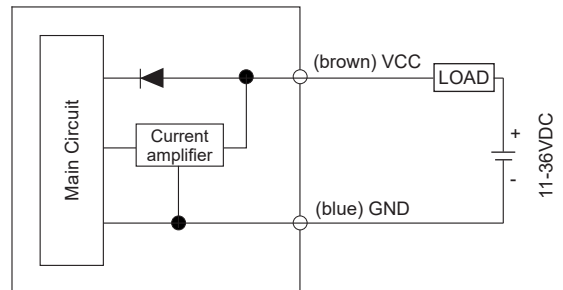 (brown) VCC
LOAD
Main Circuit
Current
amplifier
+
-
11-36VDC
(blue) GND